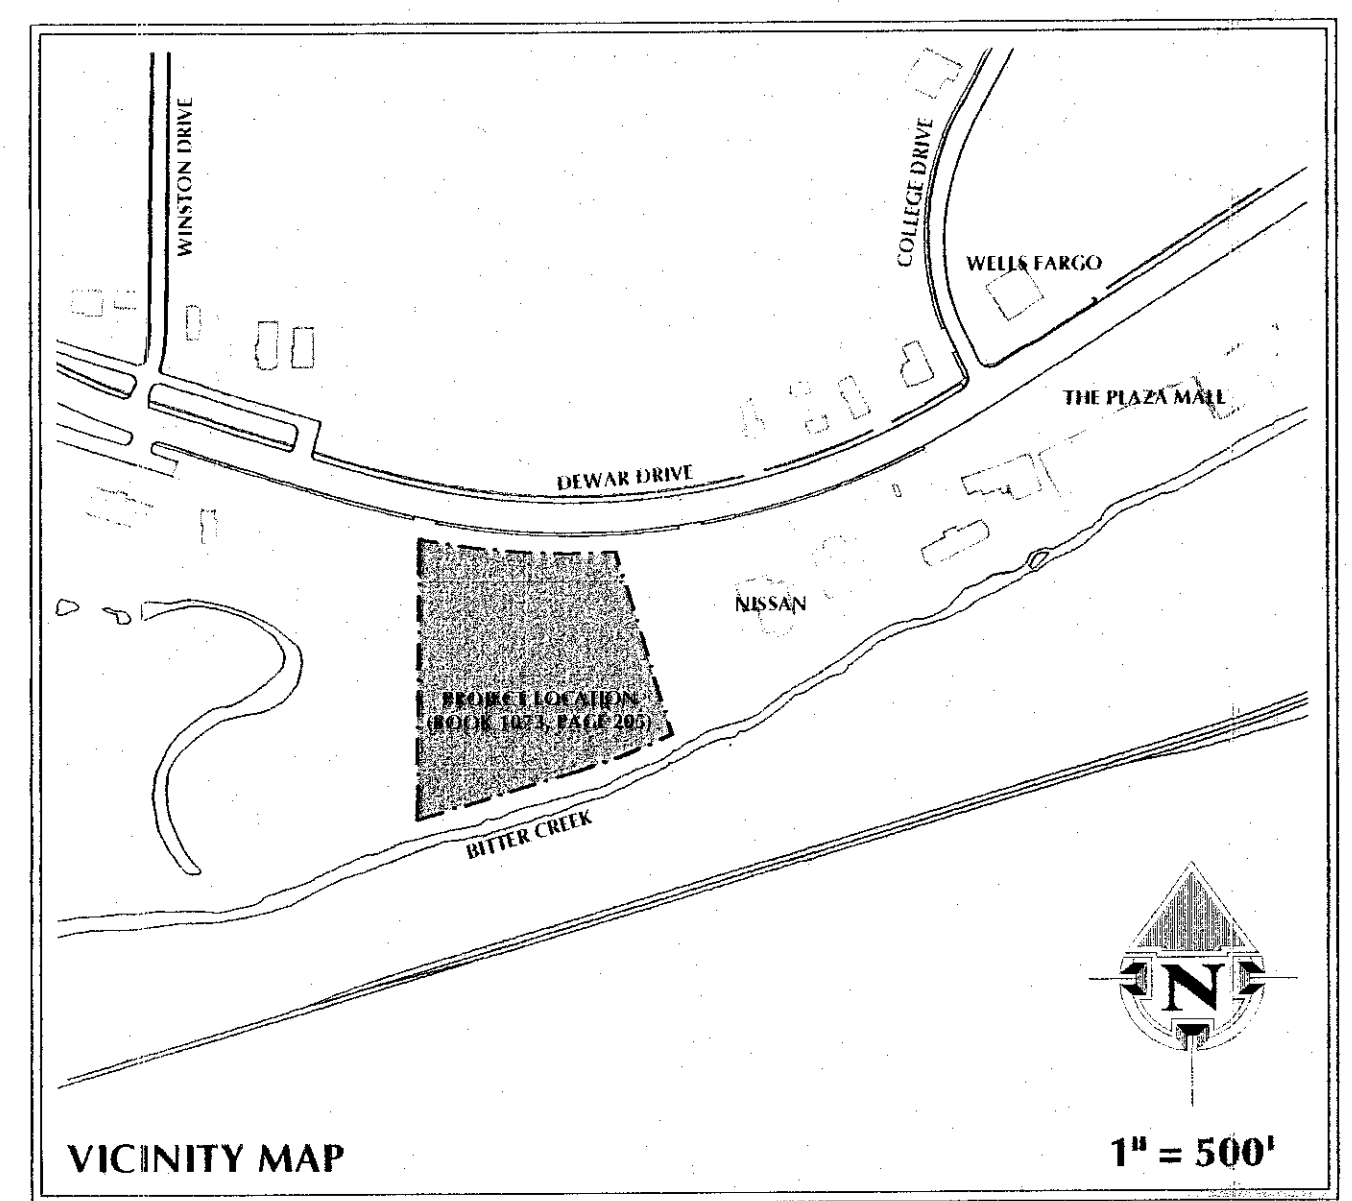 WINSTON DRIVE
COLLEGE DRIVE
WELLS FARGO
THE PLAZA MALL
DEWAR DRIVE
NISSAN
PROJECT LOCATION
(BOOK 1073, PAGE 205)
BITTER CREEK
N
VICINITY MAP
1" = 500'